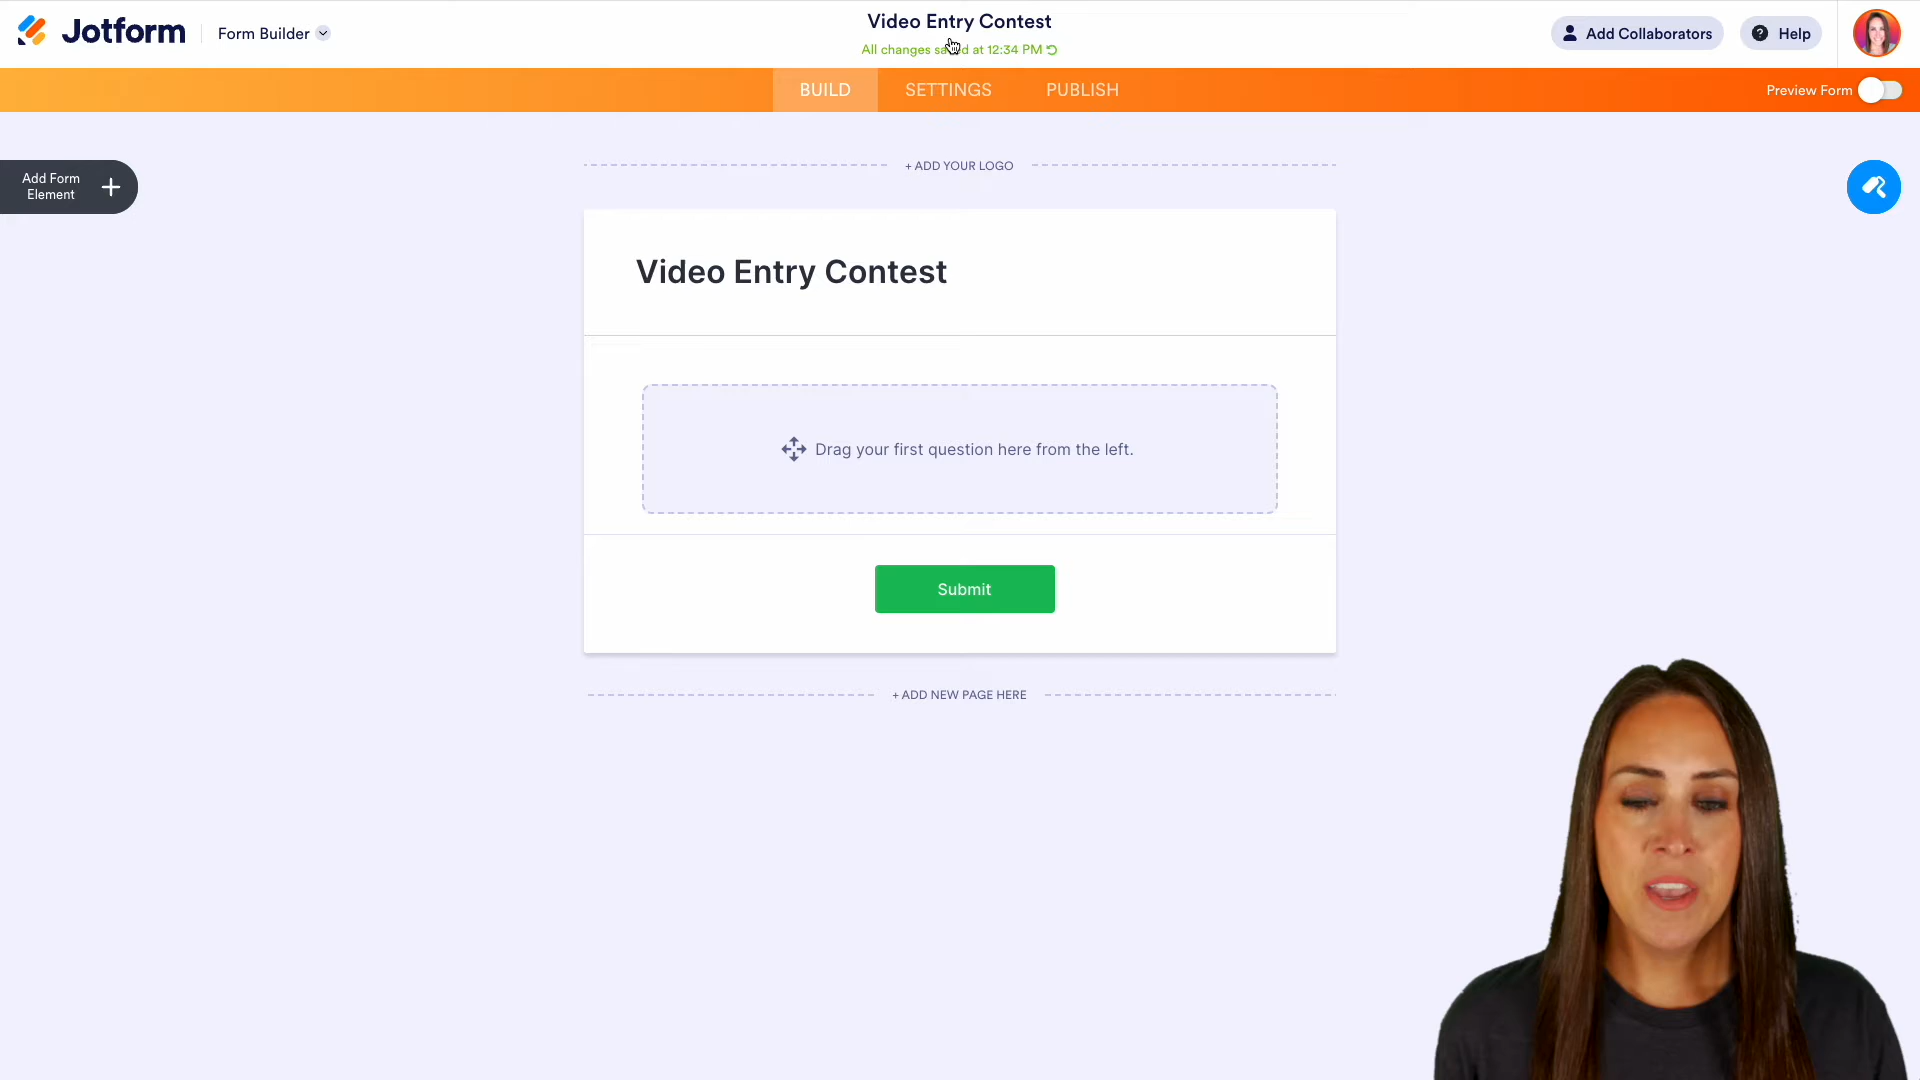 Jotform
Form Builder
Video Entry Contest
All changes saved at 12:34 PM
Add Collaborators
Help
BUILD
SETTINGS
PUBLISH
Preview Form
Add Form
Element
+ ADD YOUR LOGO
Video Entry Contest
Drag your first question here from the left.
Submit
+ ADD NEW PAGE HERE